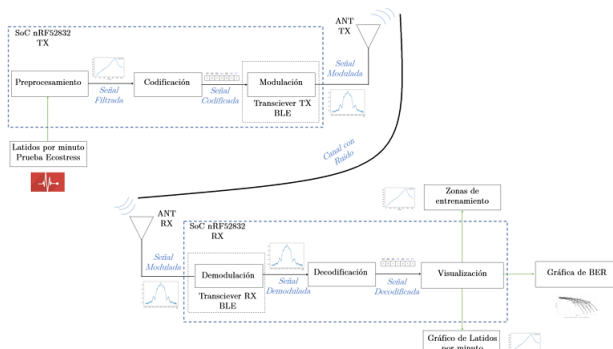 SoC nRF52832
TX
ANT
TX
Preprocesamiento
Señal
Filtrada
Codificación
Señal
Codificada
Modulación
Transciever TX
BLE
Señal
Modulada
Latidos por minuto
Prueba Ecostress
Canal con
Ruido
ANT
RX
SoC nRF52832
RX
Señal
Modulada
Demodulación
Transciever RX
BLE
Señal
Demodulada
Decodificación
Señal
Decodificada
Visualización
Zonas de
entrenamiento
Gráfica de BER
Gráfico de Latidos
por minuto